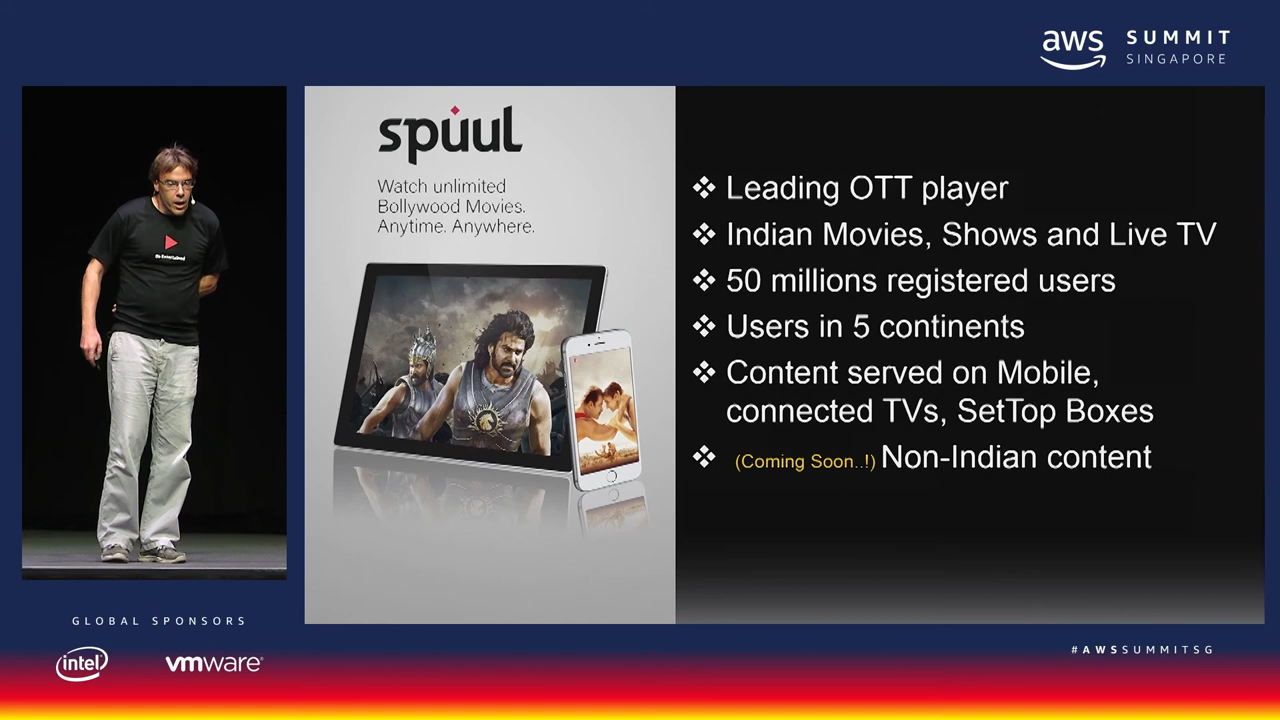 aws SUMMIT
SINGAPORE
spuul
Watch unlimited
Bollywood Movies.
Anytime. Anywhere.
❖ Leading OTT player
❖ Indian Movies, Shows and Live TV
❖ 50 millions registered users
❖ Users in 5 continents
❖ Content served on Mobile,
connected TVs, SetTop Boxes
❖ (Coming Soon..!) Non-Indian content
GLOBAL SPONSORS
intel
vmware
#AWSSUMMITSG